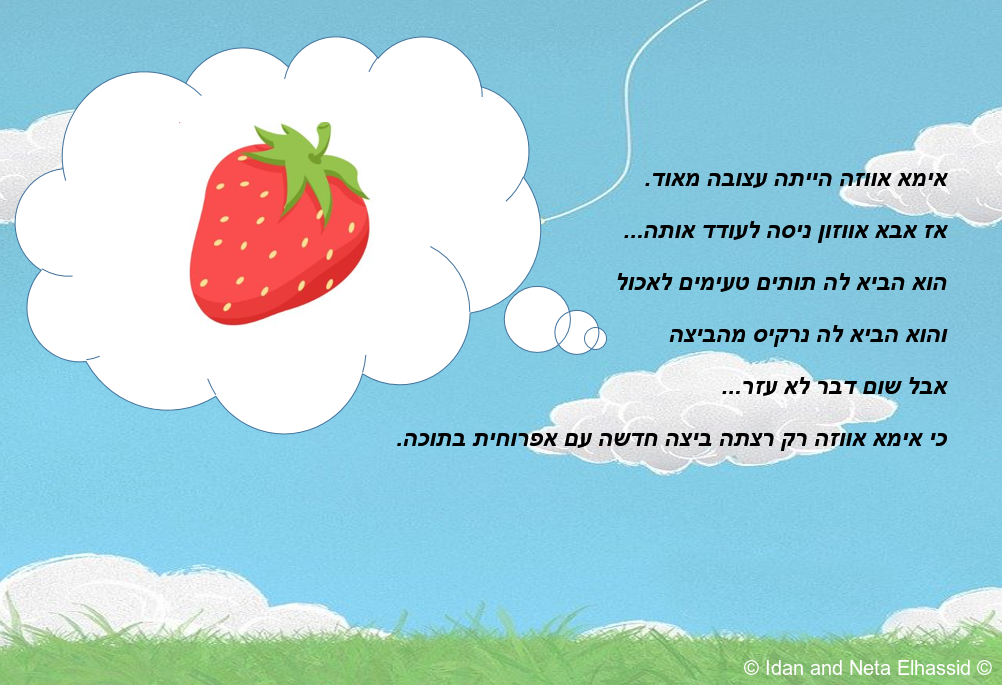 אימא אווזה הייתה עצובה מאוד.
אז אבא אווזון ניסה לעודד אותה...
הוא הביא לה תותים טעימים לאכול
והוא הביא לה נרקיס מהביצה
אבל שום דבר לא עזר...
כי אימא אווזה רק רצתה ביצה חדשה עם אפרוחית בתוכה.
© Idan and Neta Elhassid ©